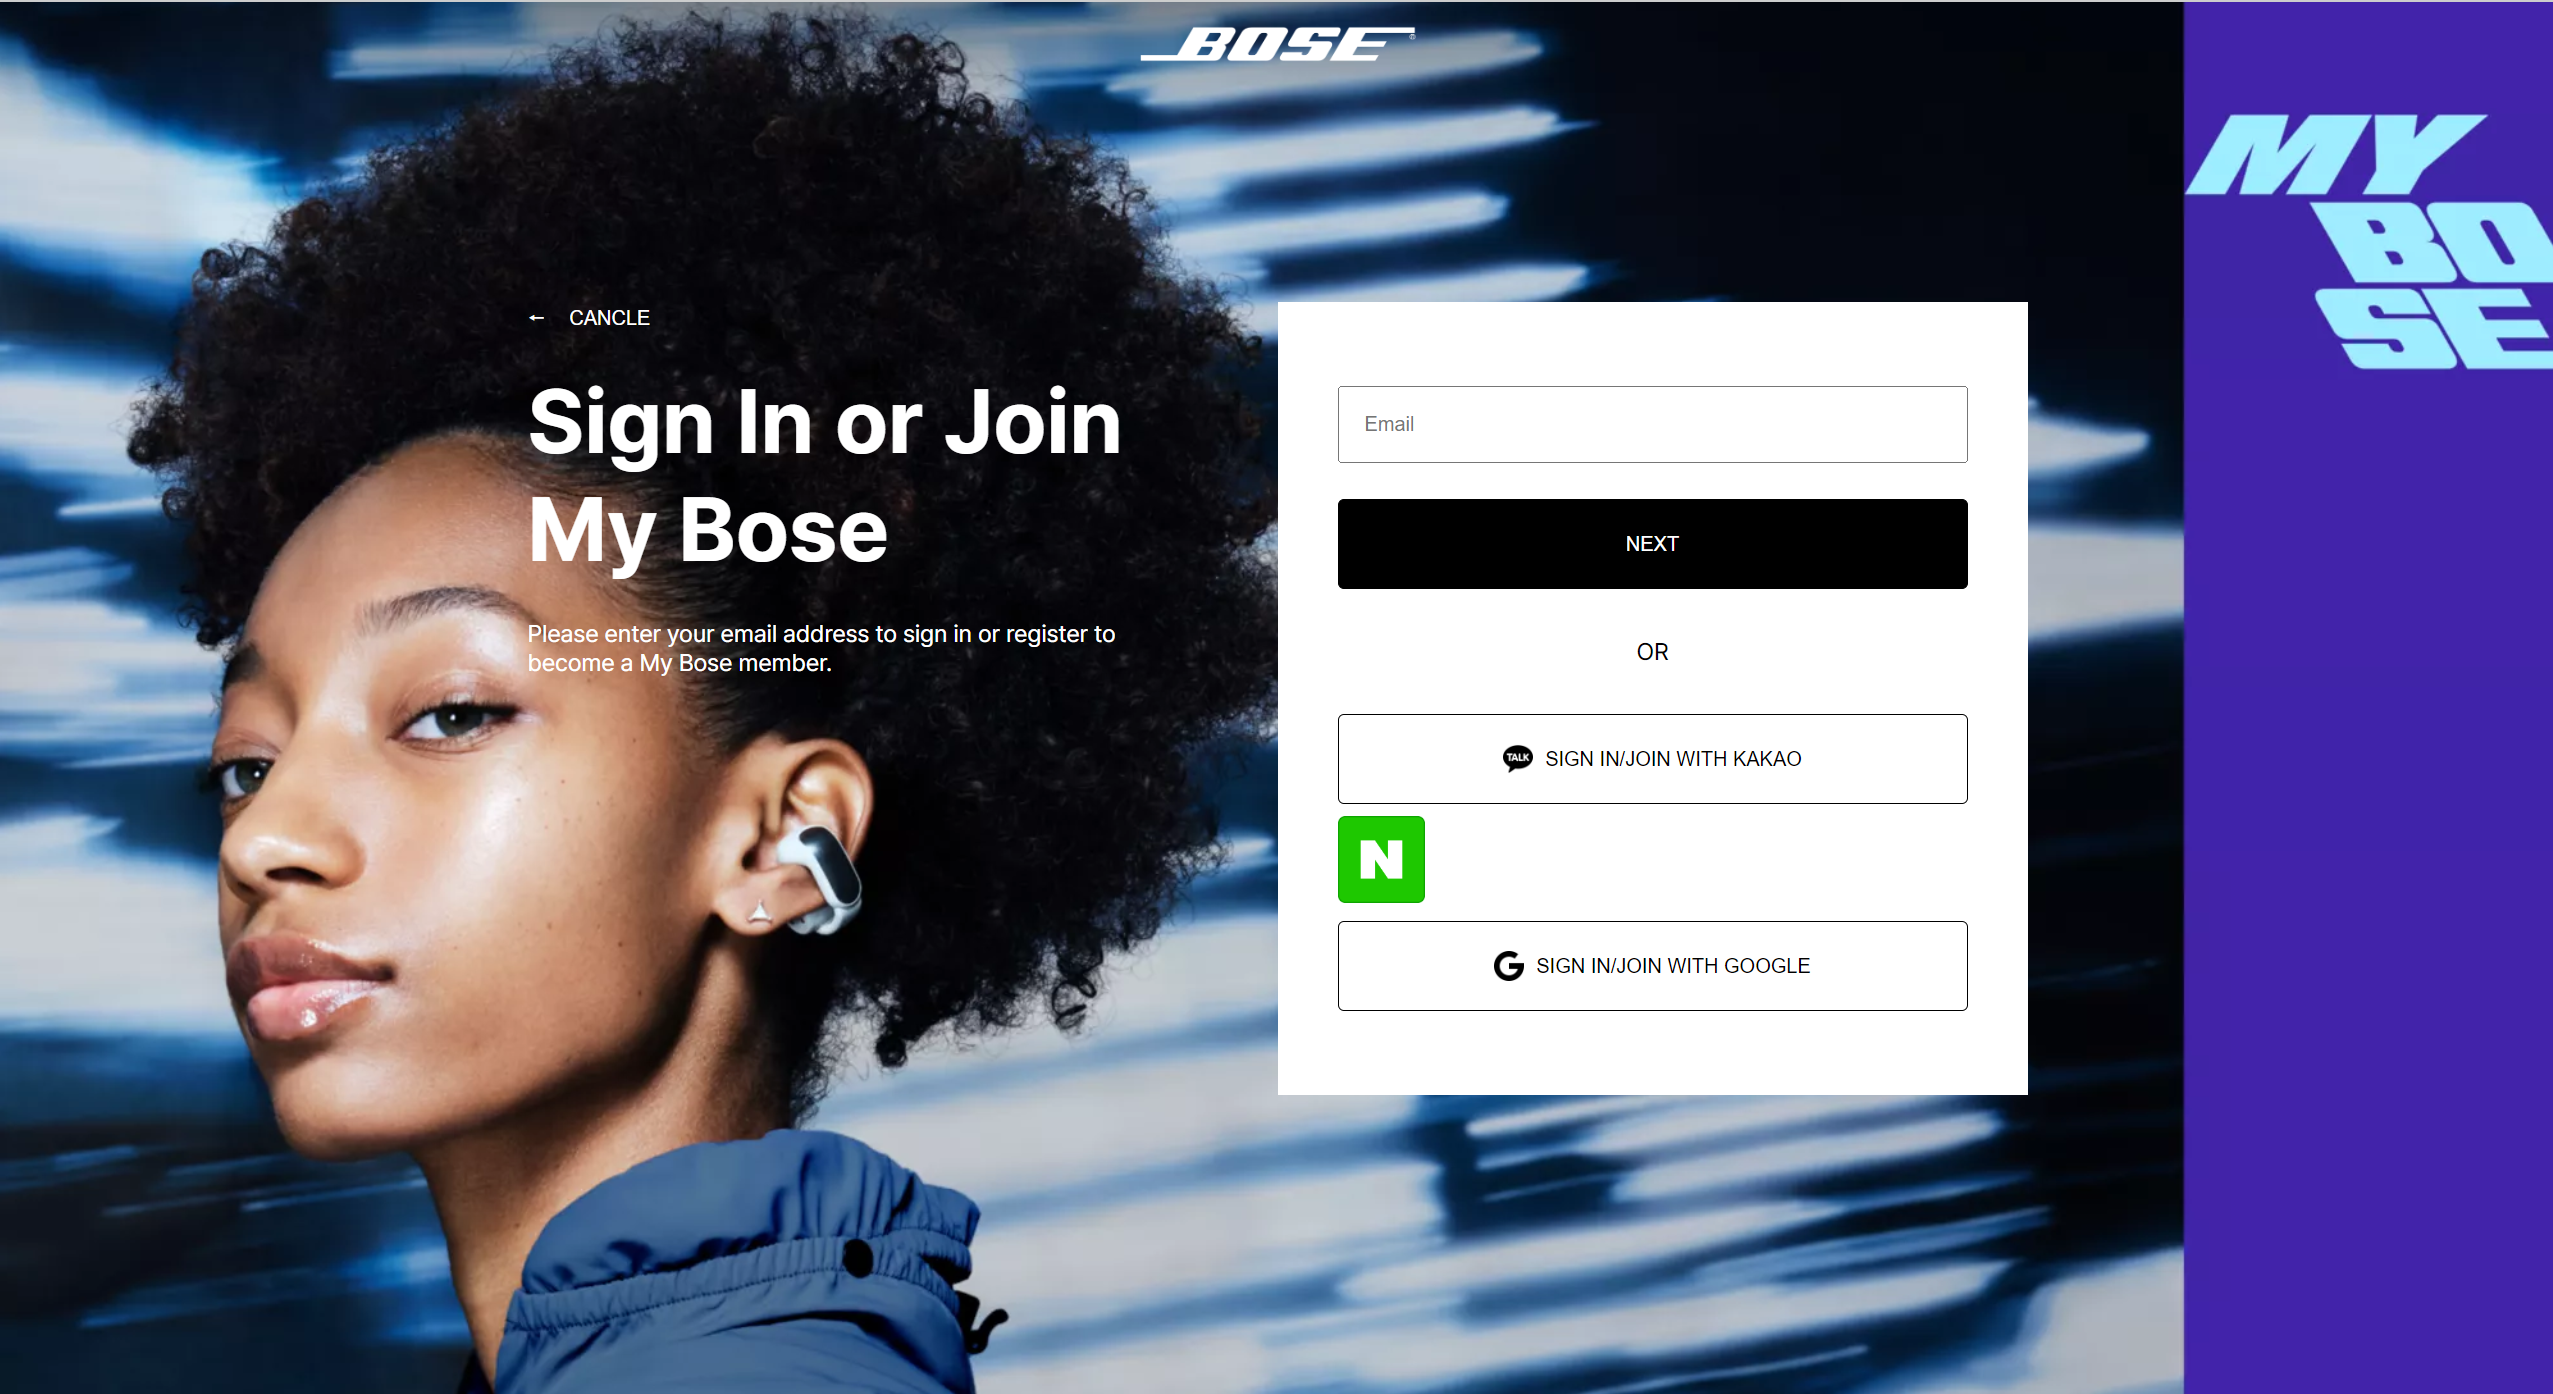 BOSE
MY
BO
SE
← CANCLE
Sign In or Join
My Bose
Please enter your email address to sign in or register to
become a My Bose member.
Email
NEXT
OR
TALK SIGN IN/JOIN WITH KAKAO
N
G SIGN IN/JOIN WITH GOOGLE